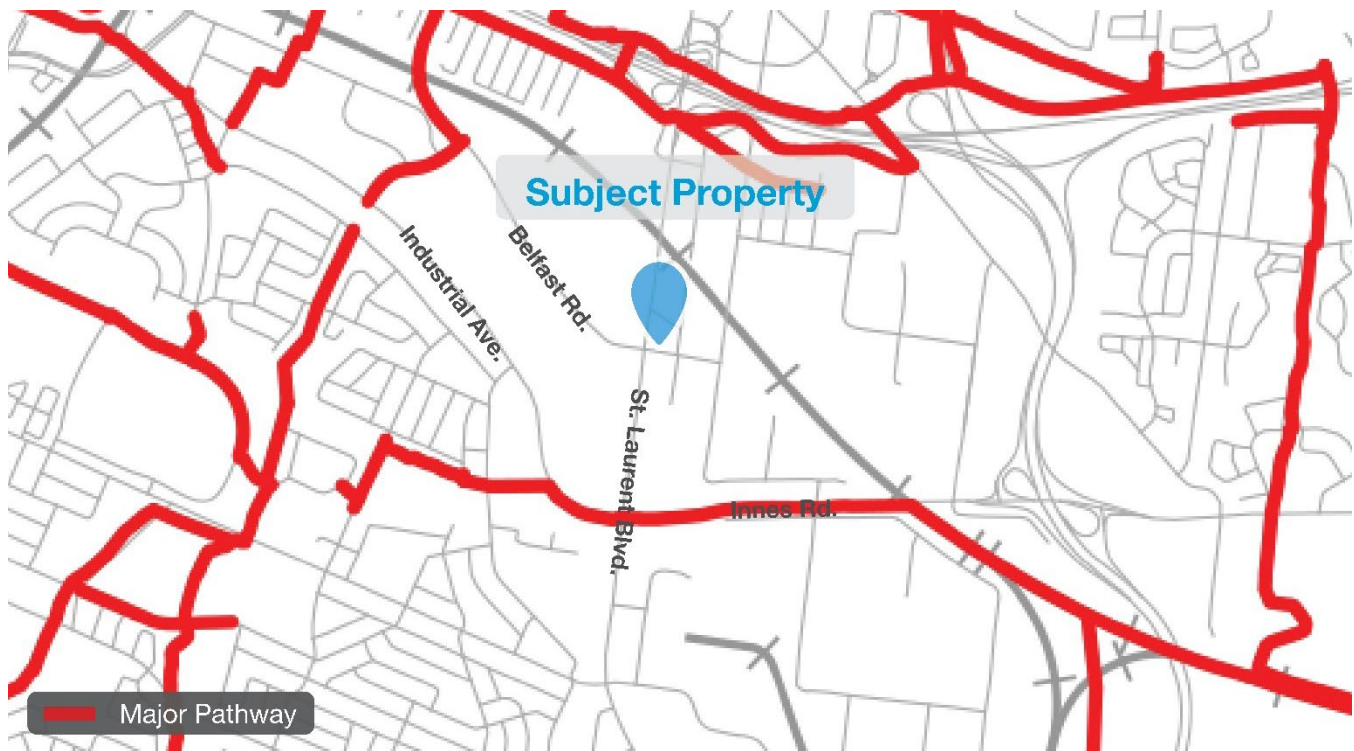 Subject Property
Industrial Ave.
Belfast Rd.
St. Laurent Blvd.
Innes Rd.
Major Pathway